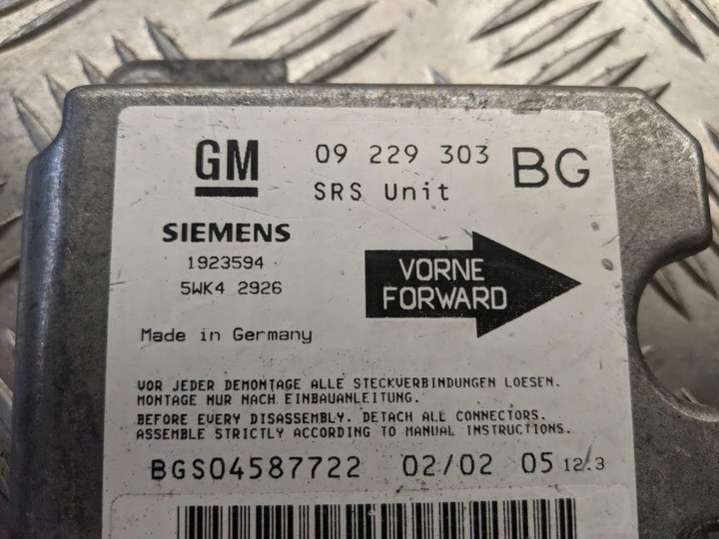 GM 09 229 303 BG
SRS Unit
SIEMENS
1923594
5WK4 2926
VORNE
FORWARD
Made in Germany
VOR JEDER DEMONTAGE ALLE STECKVERBINDUNGEN LOESEN.
MONTAGE NUR NACH EINBAUANLEITUNG.
BEFORE EVERY DISASSEMBLY. DETACH ALL CONNECTORS.
ASSEMBLE STRICTLY ACCORDING TO MANUAL INSTRUCTIONS.
BGS04587722 02/02 05 12.3